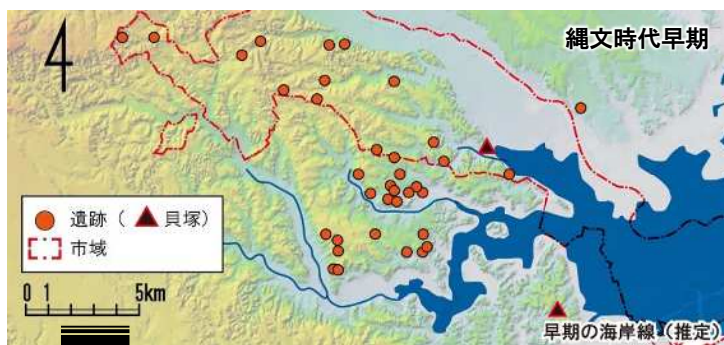 縄文時代早期
遺跡（ 貝塚）
市域
0 1 5km
早期の海岸線（推定）